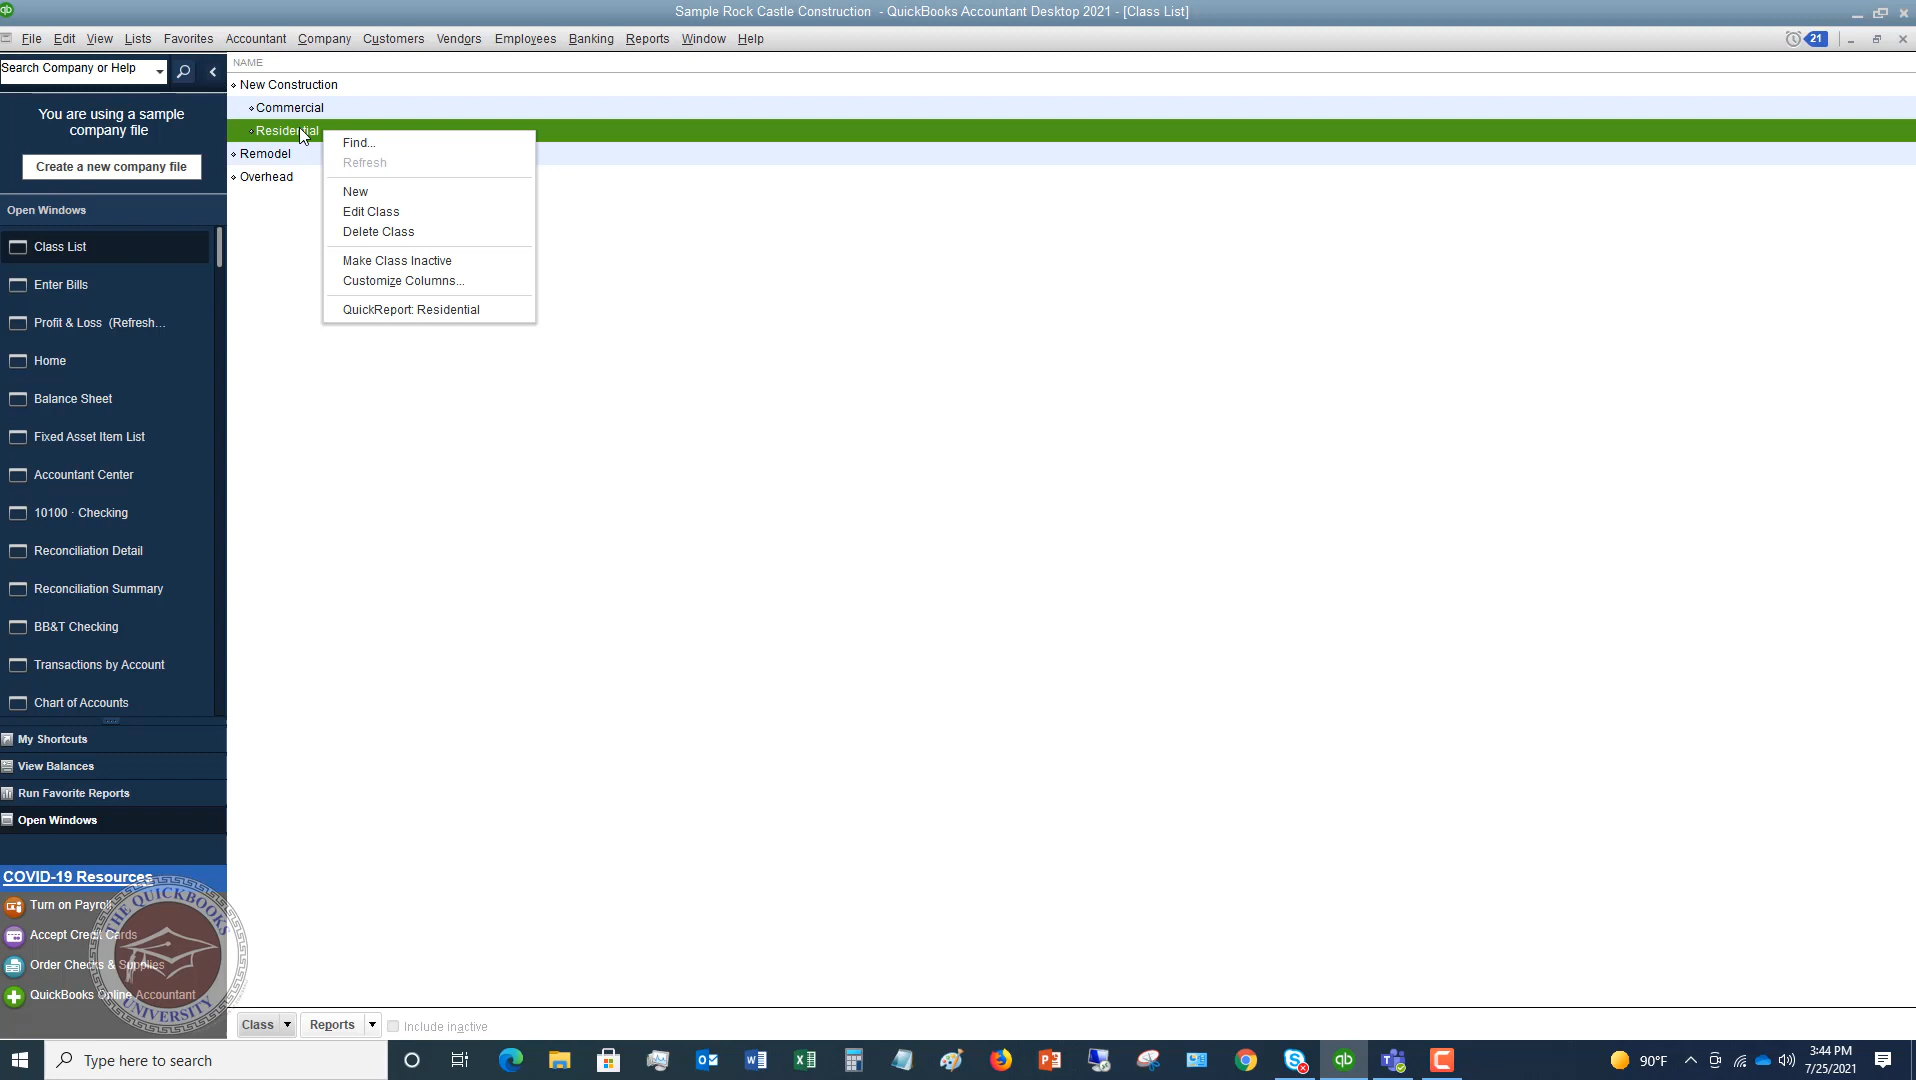 Sample Rock Castle Construction - QuickBooks Accountant Desktop 2021 - [Class List]
File Edit View Lists Favorites Accountant Company Customers Vendors Employees Banking Reports Window Help
21
Search Company or Help
You are using a sample
company file
Create a new company file
Open Windows
Class List
Enter Bills
Profit & Loss (Refresh...
Home
Balance Sheet
Fixed Asset Item List
Accountant Center
10100 · Checking
Reconciliation Detail
Reconciliation Summary
BB&T Checking
Transactions by Account
Chart of Accounts
My Shortcuts
View Balances
Run Favorite Reports
Open Windows
COVID-19 Resources
Turn on Payroll
Accept Credit Cards
Order Checks & Supplies
QuickBooks Online Accountant
THE QUICKBOOKS
UNIVERSITY
NAME
New Construction
Commercial
Residential
Remodel
Overhead
Find...
Refresh
New
Edit Class
Delete Class
Make Class Inactive
Customize Columns...
QuickReport: Residential
Class Reports Include inactive
Type here to search
90°F
3:44 PM
7/25/2021